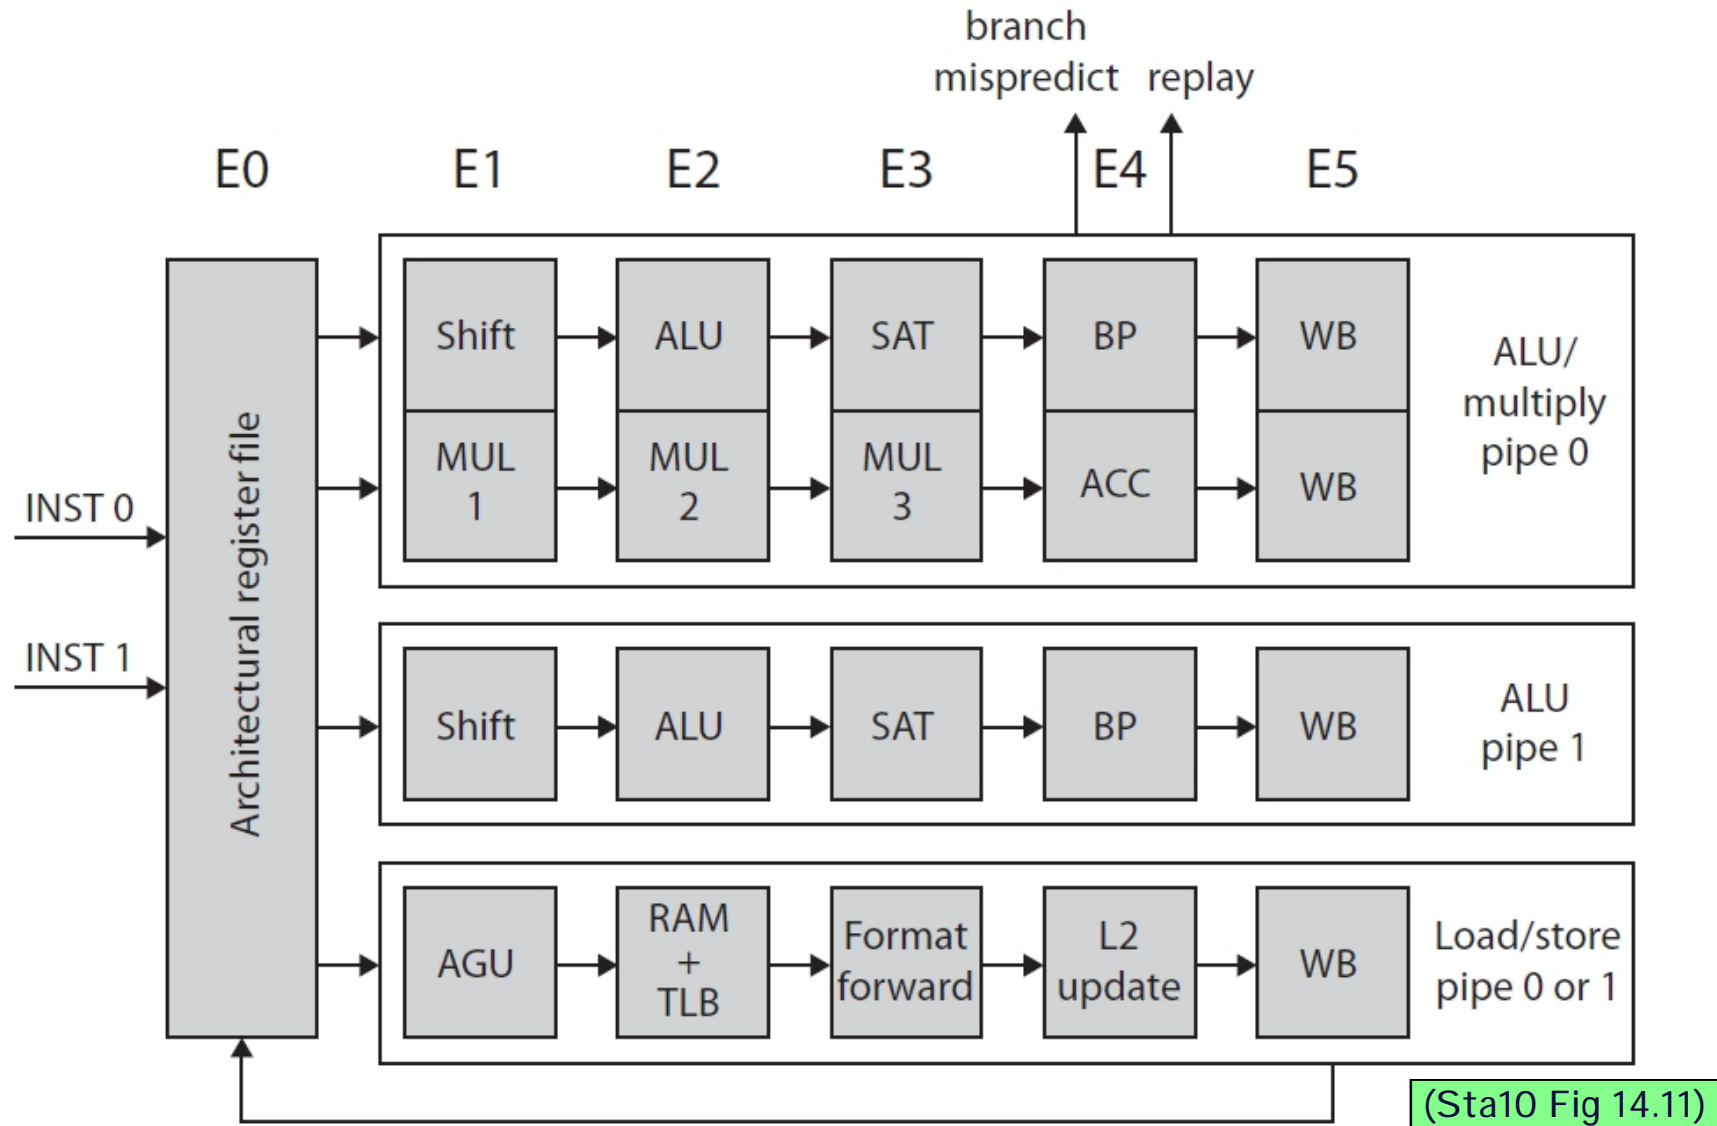 branch
mispredict replay
E0 E1 E2 E3 E4 E5
INST 0
INST 1
Architectural register file
Shift ALU SAT BP WB
MUL MUL MUL ACC WB
1 2 3
ALU/
multiply
pipe 0
Shift ALU SAT BP WB
ALU
pipe 1
AGU
RAM
+
TLB
Format
forward
L2
update
WB
Load/store
pipe 0 or 1
(Sta10 Fig 14.11)